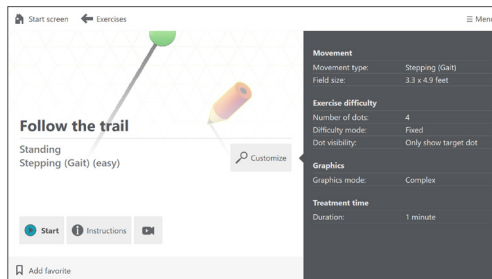 Start screen Exercises Menu
Follow the trail
Standing
Stepping (Gait) (easy)
Customize
Start Instructions
Add favorite
Movement
Movement type: Stepping (Gait)
Field size: 3.3 x 4.9 feet
Exercise difficulty
Number of dots: 4
Difficulty mode: Fixed
Dot visibility: Only show target dot
Graphics
Graphics mode: Complex
Treatment time
Duration: 1 minute